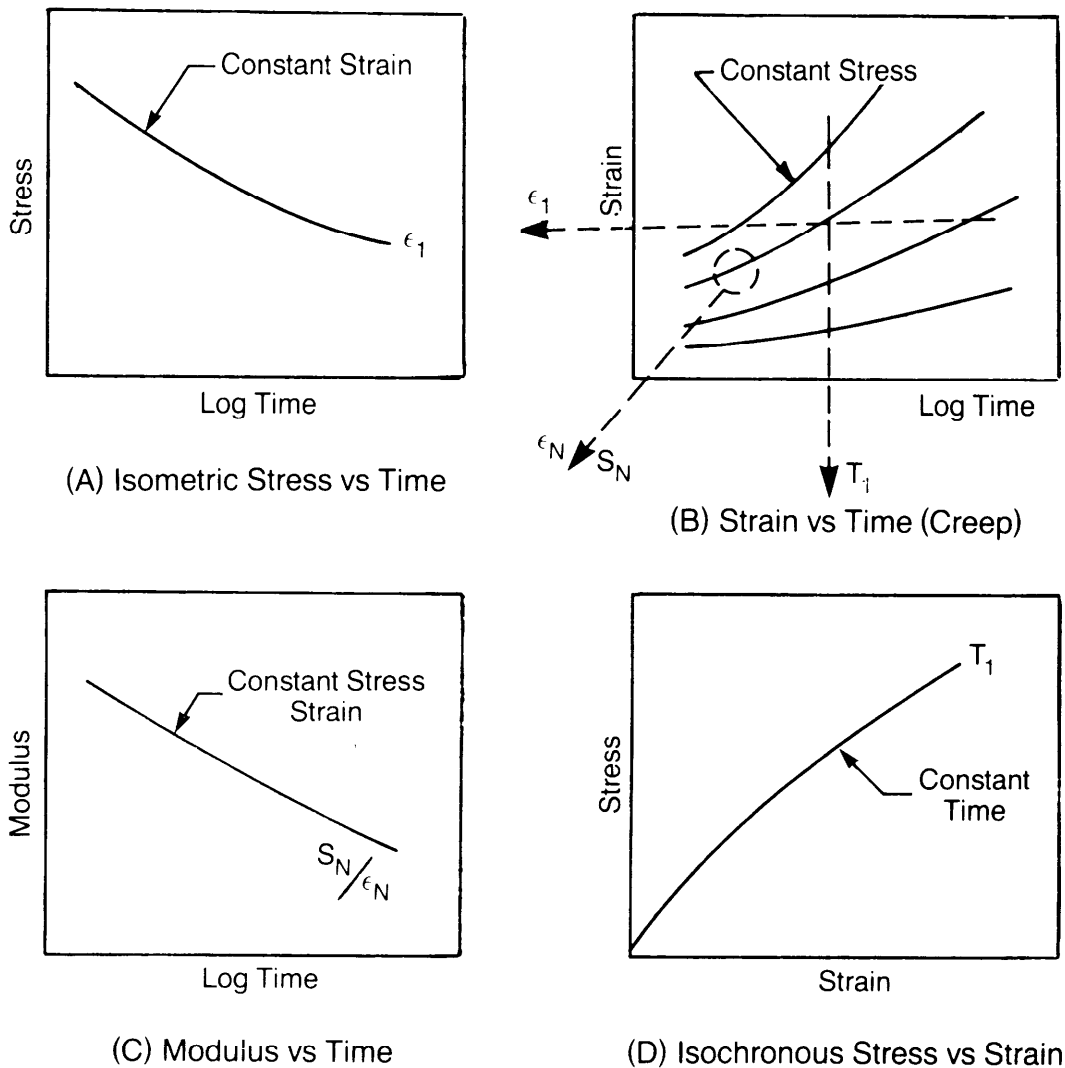 Stress
Constant Strain
ϵ1
Log Time
(A) Isometric Stress vs Time
Strain
Constant Stress
ϵ1
ϵN
SN
T1
Log Time
(B) Strain vs Time (Creep)
Modulus
Constant Stress
Strain
SN/ϵN
Log Time
(C) Modulus vs Time
Stress
T1
Constant
Time
Strain
(D) Isochronous Stress vs Strain